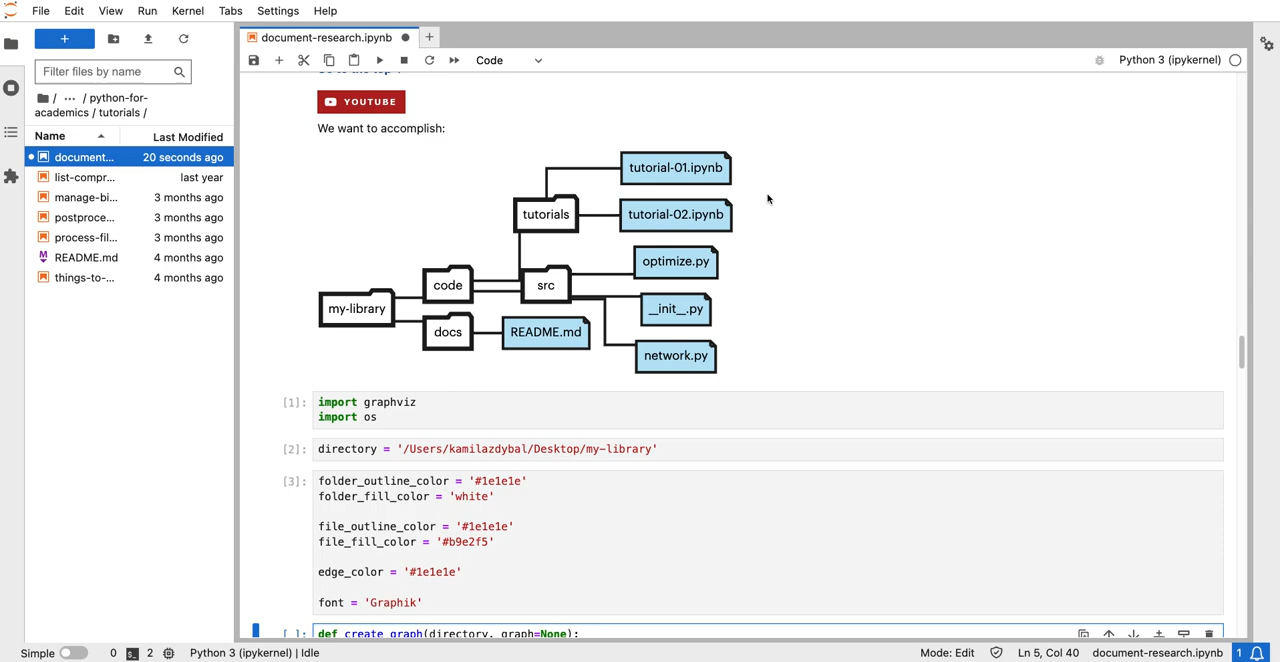 File Edit View Run Kernel Tabs Settings Help
document-research.ipynb
Filter files by name
Code
Python 3 (ipykernel)
/ ... / python-for-
academics / tutorials /
Name Last Modified
document... 20 seconds ago
list-compr... last year
manage-bi... 3 months ago
postproce... 3 months ago
process-fil... 3 months ago
README.md 4 months ago
things-to-... 4 months ago
YOUTUBE
We want to accomplish:
tutorial-01.ipynb
tutorials
tutorial-02.ipynb
optimize.py
code
src
my-library
__init__.py
docs
README.md
network.py
[1]: import graphviz
import os
[2]: directory = '/Users/kamilazdybal/Desktop/my-library'
[3]: folder_outline_color = '#1e1e1e'
folder_fill_color = 'white'
file_outline_color = '#1e1e1e'
file_fill_color = '#b9e2f5'
edge_color = '#1e1e1e'
font = 'Graphik'
[ ]: def create_graph(directory, graph=None):
Simple 0 2 Python 3 (ipykernel) | Idle Mode: Edit Ln 5, Col 40 document-research.ipynb 1